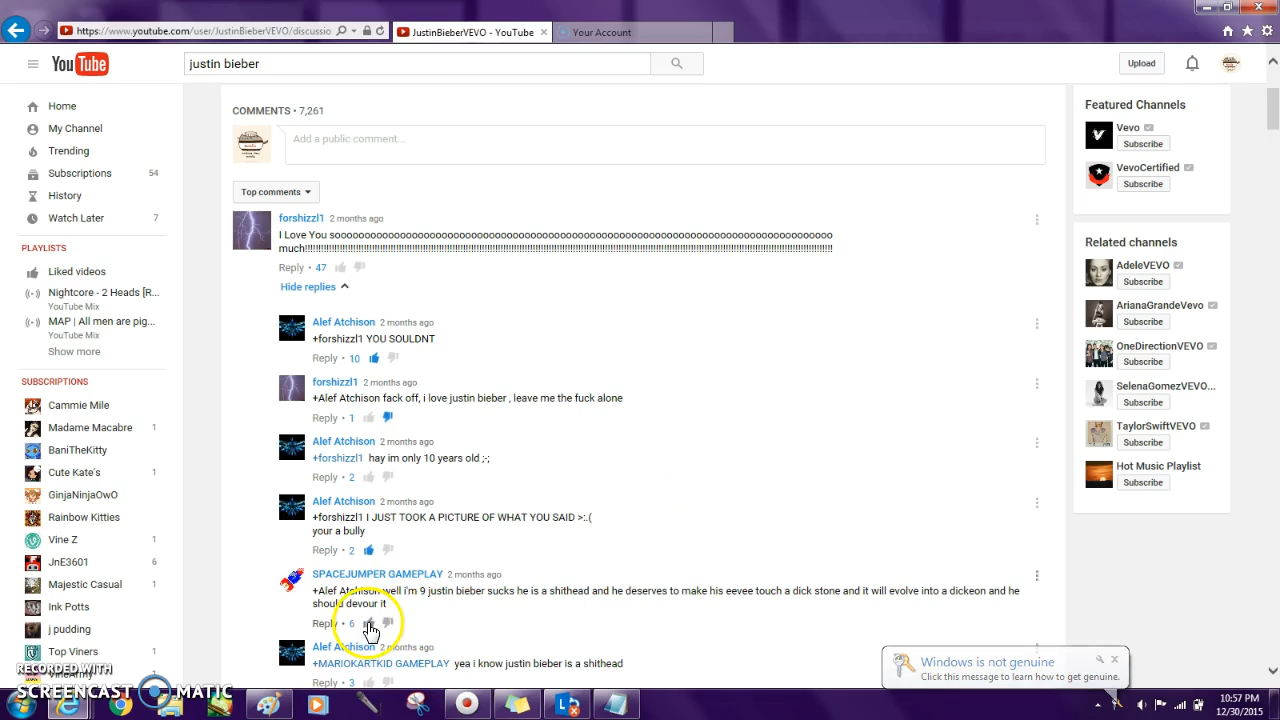 https://www.youtube.com/user/JustinBieberVEVO/discussio
JustinBieberVEVO - YouTube
Your Account
YouTube
justin bieber
Upload
Home
My Channel
Trending
Subscriptions 54
History
Watch Later 7
PLAYLISTS
Liked videos
Nightcore - 2 Heads [R...
YouTube Mix
MAP | All men are pig...
YouTube Mix
Show more
SUBSCRIPTIONS
Cammie Mile
Madame Macabre 1
BaniTheKitty
Cute Kate's 1
GinjaNinjaOwO
Rainbow Kitties
Vine Z
JnE3601 6
Majestic Casual
Ink Potts
j pudding
Top Viners
VineArmy
COMMENTS • 7,261
Add a public comment...
Top comments
forshizzl1 2 months ago
I Love You soooooooooooooooooooooooooooooooooooooooooooooooooooooooooooooooooooooooooooooooooo
much!!!!!!!!!!!!!!!!!!!!!!!!!!!!!!!!!!!!!!!!!!!!!!!!!!!!!!!!!!!!!!!!!!!!!!!!!!!!!!!!!!!!!!!!!!!!!!!!!!!!!!!!!!!!!!!!!!!!!!!!!!!!!!!!!!!!!!!!!!!!!!!!!!!!!!!!!!!!
Reply • 47
Hide replies
Alef Atchison 2 months ago
+forshizzl1 YOU SOULDNT
Reply • 10
forshizzl1 2 months ago
+Alef Atchison fack off, i love justin bieber , leave me the fuck alone
Reply • 1
Alef Atchison 2 months ago
+forshizzl1 hay im only 10 years old ;-;
Reply • 2
Alef Atchison 2 months ago
+forshizzl1 I JUST TOOK A PICTURE OF WHAT YOU SAID >:.(
your a bully
Reply • 2
SPACEJUMPER GAMEPLAY 2 months ago
+Alef Atchison well i'm 9 justin bieber sucks he is a shithead and he deserves to make his eevee touch a dick stone and it will evolve into a dickeon and he
should devour it
Reply • 6
Alef Atchison 2 months ago
+MARIOKARTKID GAMEPLAY yea i know justin bieber is a shithead
Reply • 3
Featured Channels
Vevo
Subscribe
VevoCertified
Subscribe
Related channels
AdeleVEVO
Subscribe
ArianaGrandeVevo
Subscribe
OneDirectionVEVO
Subscribe
SelenaGomezVEVO...
Subscribe
TaylorSwiftVEVO
Subscribe
Hot Music Playlist
Subscribe
Windows is not genuine
Click this message to learn how to get genuine.
RECORDED WITH
SCREENCAST MATIC
10:57 PM
12/30/2015